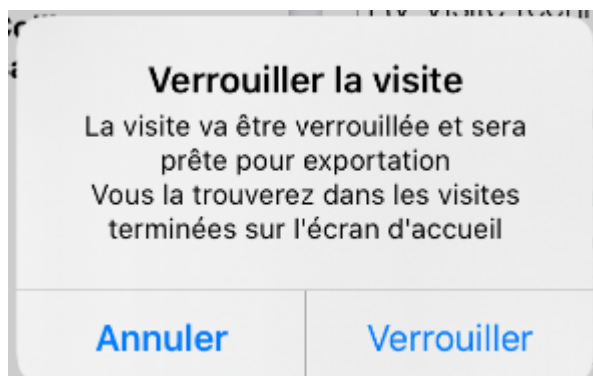 Verrouiller la visite
La visite va être verrouillée et sera
prête pour exportation
Vous la trouverez dans les visites
terminées sur l'écran d'accueil
Annuler
Verrouiller